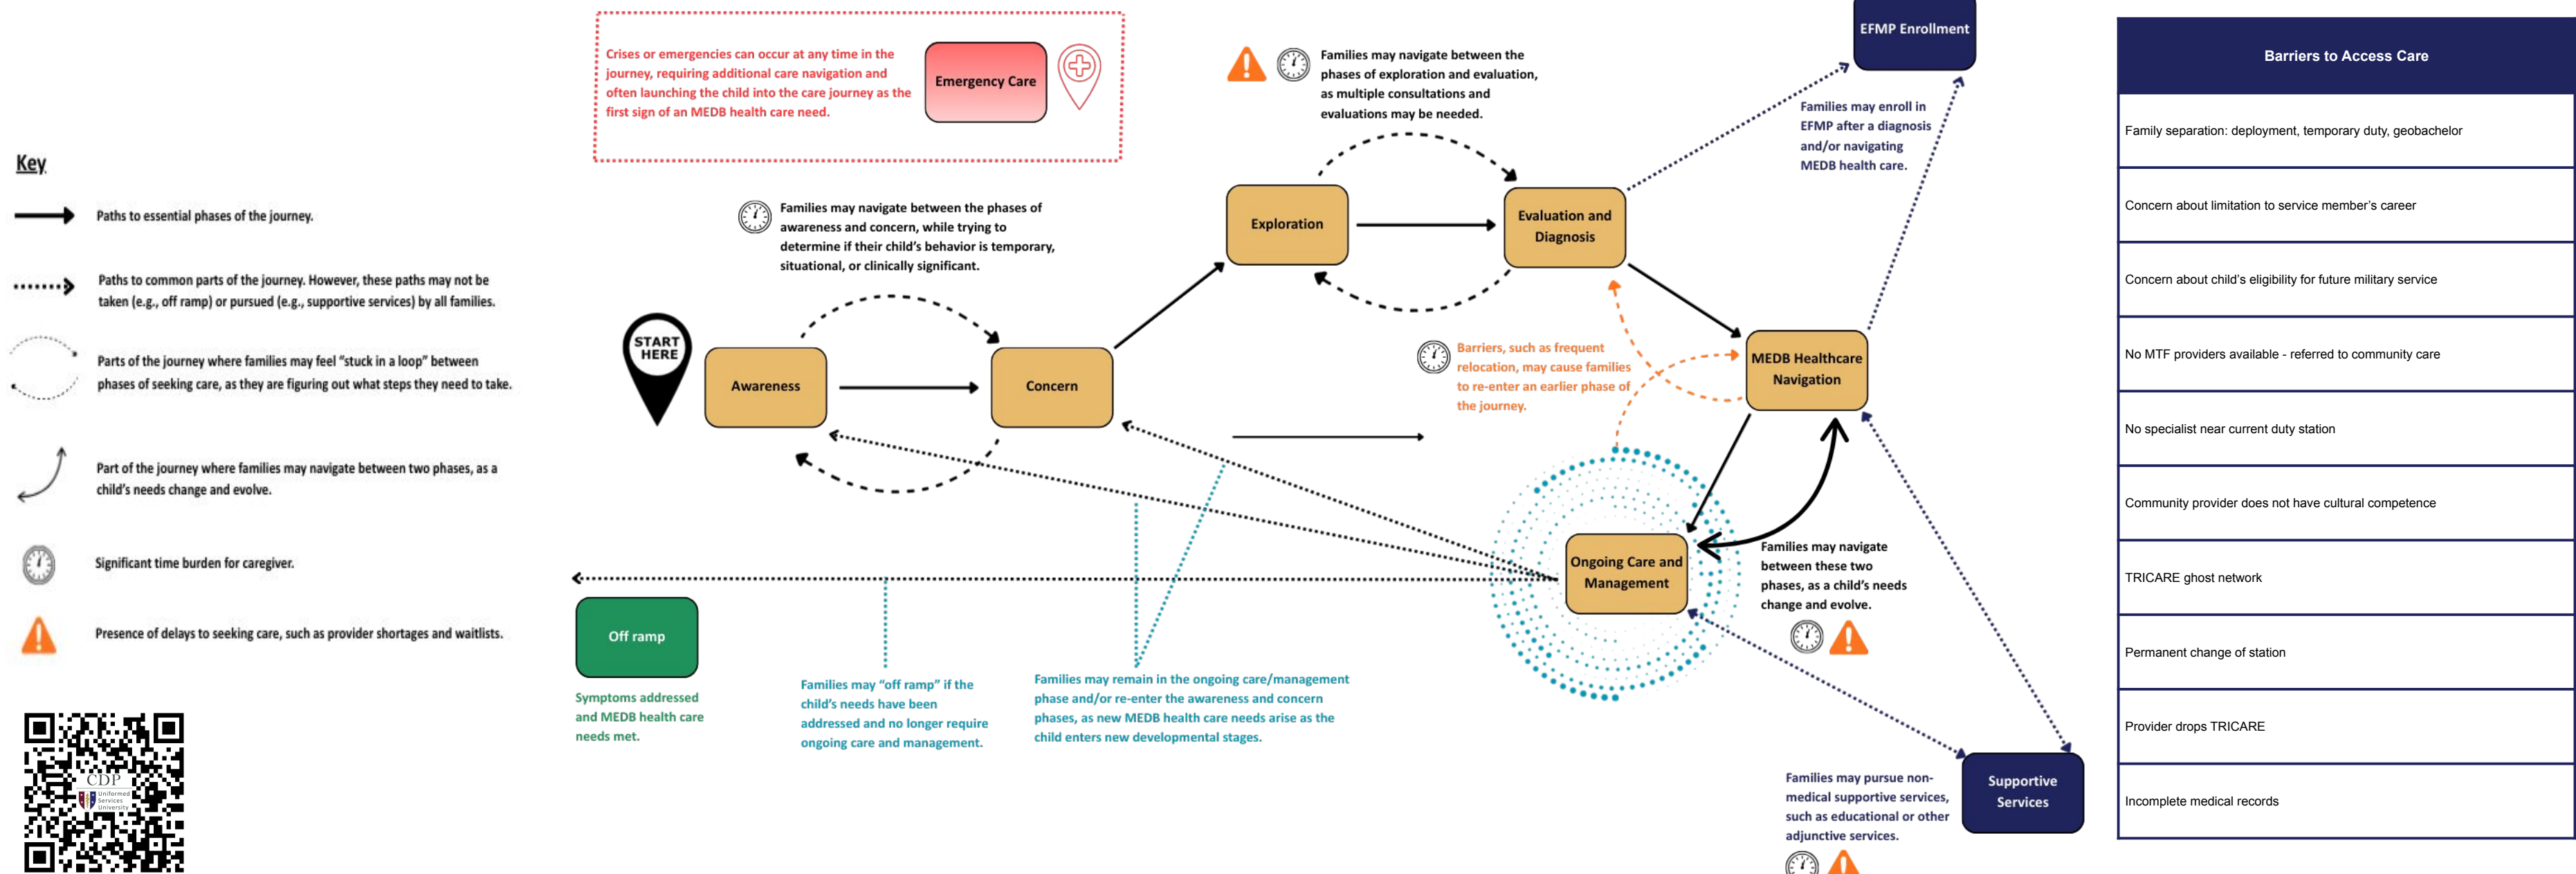 Key
Paths to essential phases of the journey.
Paths to common parts of the journey. However, these paths may not be
taken (e.g., off ramp) or pursued (e.g., supportive services) by all families.
Parts of the journey where families may feel “stuck in a loop” between
phases of seeking care, as they are figuring out what steps they need to take.
Part of the journey where families may navigate between two phases, as a
child's needs change and evolve.
Significant time burden for caregiver.
Presence of delays to seeking care, such as provider shortages and waitlists.
CDP
Uniformed
Services
University
Crises or emergencies can occur at any time in the
journey, requiring additional care navigation and
often launching the child into the care journey as the
first sign of an MEDB health care need.
Emergency Care
Families may navigate between the phases of
awareness and concern, while trying to
determine if their child's behavior is temporary,
situational, or clinically significant.
START
HERE
Awareness
Concern
Families may navigate between the
phases of exploration and evaluation,
as multiple consultations and
evaluations may be needed.
Exploration
Evaluation and
Diagnosis
EFMP Enrollment
Families may enroll in
EFMP after a diagnosis
and/or navigating
MEDB health care.
Barriers, such as frequent
relocation, may cause families
to re-enter an earlier phase of
the journey.
MEDB Healthcare
Navigation
Ongoing Care and
Management
Families may navigate
between these two
phases, as a child's needs
change and evolve.
Off ramp
Symptoms addressed
and MEDB health care
needs met.
Families may “off ramp” if the
child's needs have been
addressed and no longer require
ongoing care and management.
Families may remain in the ongoing care/management
phase and/or re-enter the awareness and concern
phases, as new MEDB health care needs arise as the
child enters new developmental stages.
Families may pursue non-
medical supportive services,
such as educational or other
adjunctive services.
Supportive
Services
Barriers to Access Care
Family separation: deployment, temporary duty, geobachelor
Concern about limitation to service member’s career
Concern about child’s eligibility for future military service
No MTF providers available - referred to community care
No specialist near current duty station
Community provider does not have cultural competence
TRICARE ghost network
Permanent change of station
Provider drops TRICARE
Incomplete medical records